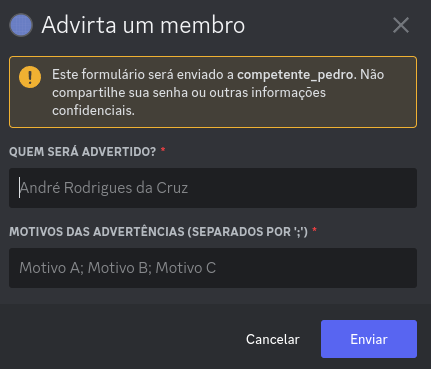 Advirta um membro
Este formulário será enviado a competente_pedro. Não
compartilhe sua senha ou outras informações
confidenciais.
QUEM SERÁ ADVERTIDO? *
André Rodrigues da Cruz
MOTIVOS DAS ADVERTÊNCIAS (SEPARADOS POR ';') *
Motivo A; Motivo B; Motivo C
Cancelar
Enviar